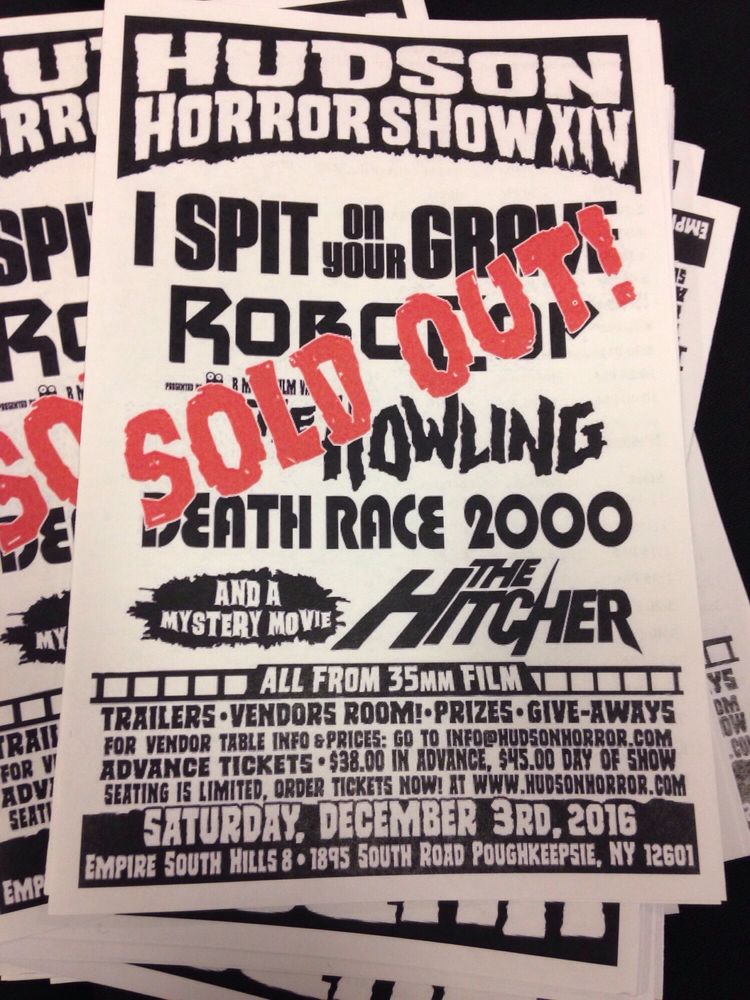 HUDSON
HORROR SHOW XIV
I SPIT ON YOUR GRAVE
ROBOCOP
SOLD OUT!
PRESENTED BY
HOWLING
DEATH RACE 2000
AND A
MYSTERY MOVIE
THE
HITCHER
ALL FROM 35MM FILM
TRAILERS • VENDORS ROOM! • PRIZES • GIVE-AWAYS
FOR VENDOR TABLE INFO & PRICES: GO TO INFO@HUDSONHORROR.COM
ADVANCE TICKETS • $38.00 IN ADVANCE, $45.00 DAY OF SHOW
SEATING IS LIMITED, ORDER TICKETS NOW! AT WWW.HUDSONHORROR.COM
SATURDAY, DECEMBER 3RD, 2016
EMPIRE SOUTH HILLS 8 • 1895 SOUTH ROAD POUGHKEEPSIE, NY 12601